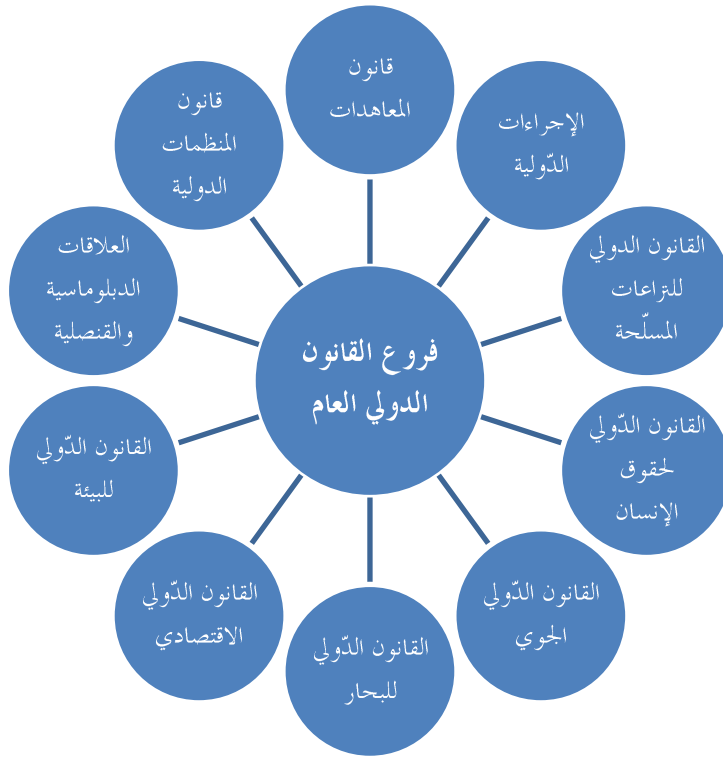 قانون
المعاهدات
الإجراءات
الدّولية
القانون الدولي
للنزاعات
المسلّحة
القانون الدّولي
لحقوق
الإنسان
القانون الدّولي
الجوي
القانون الدّولي
للبحار
القانون الدّولي
الاقتصادي
القانون الدّولي
للبيئة
العلاقات
الدبلوماسية
والقنصلية
قانون
المنظمات
الدولية
فروع القانون
الدولي العام